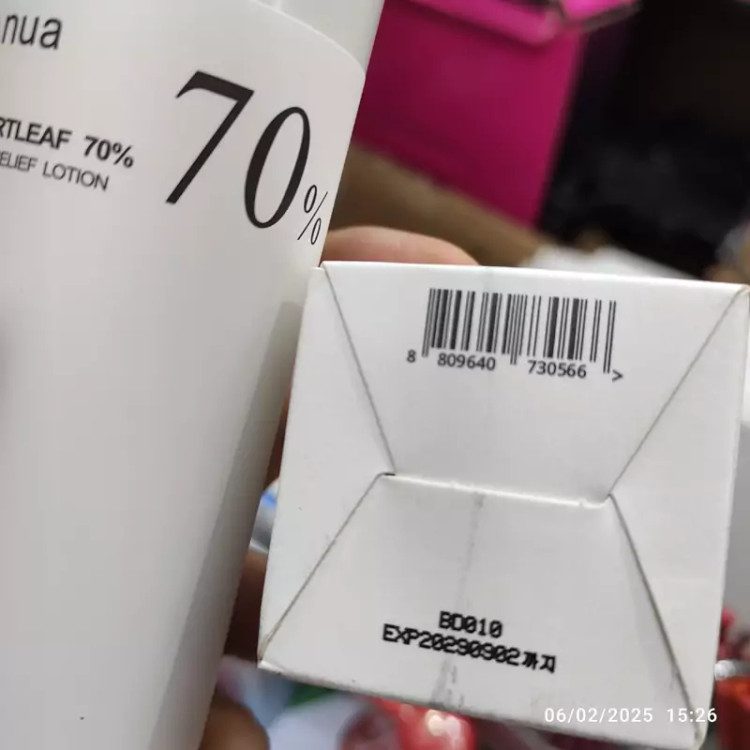 nua
RTLEAF 70%
ELIEF LOTION
70%
8 809640 730566 >
BD010
EXP20290902까지
06/02/2025 15:26